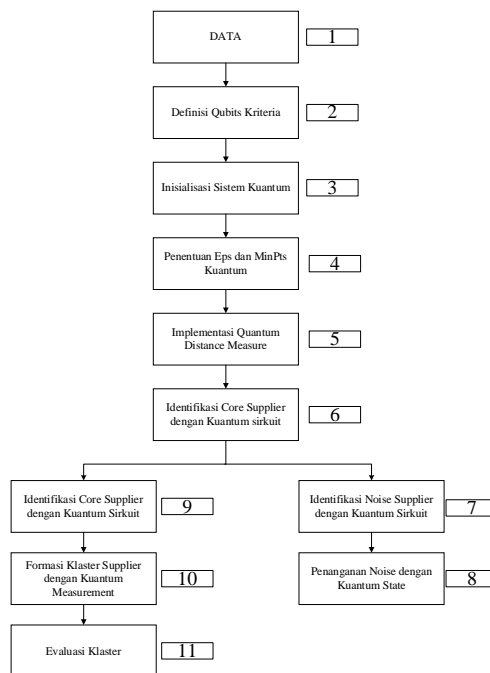 DATA
1
Definisi Qubits Kriteria
2
Inisialisasi Sistem Kuantum
3
Penentuan Eps dan MinPts
Kuantum
4
Implementasi Quantum
Distance Measure
5
Identifikasi Core Supplier
dengan Kuantum sirkuit
6
Identifikasi Core Supplier
dengan Kuantum Sirkuit
9
Identifikasi Noise Supplier
dengan Kuantum Sirkuit
7
Formasi Klaster Supplier
dengan Kuantum
Measurement
10
Penanganan Noise dengan
Kuantum State
8
Evaluasi Klaster
11